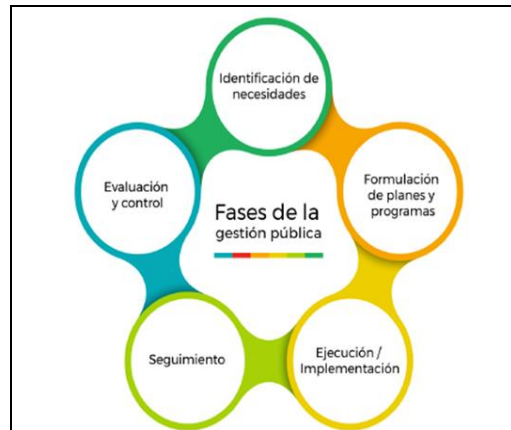 Identificación de
necesidades
Formulación
de planes y
programas
Ejecución /
Implementación
Seguimiento
Evaluación
y control
Fases de la
gestión pública